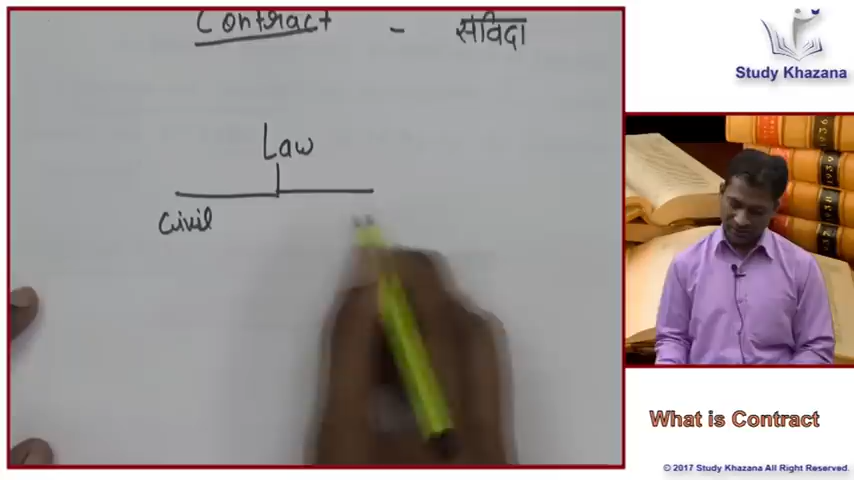 Contract - संविदा
Law
Civil
Study Khazana
What is Contract
© 2017 Study Khazana All Right Reserved.